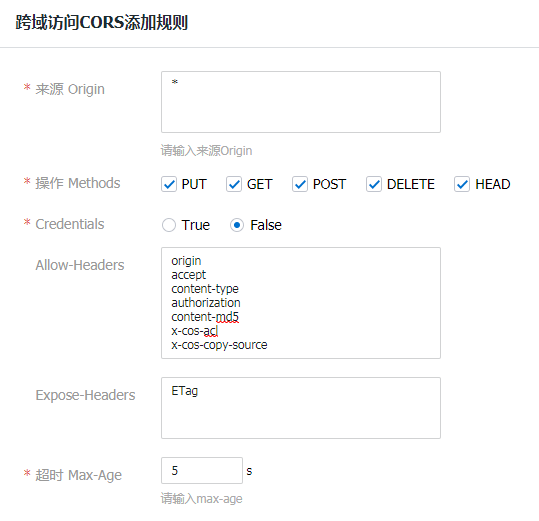 跨域访问CORS添加规则
* 来源 Origin
*
请输入来源Origin
* 操作 Methods PUT GET POST DELETE HEAD
* Credentials True False
Allow-Headers
origin
accept
content-type
authorization
content-md5
x-cos-acl
x-cos-copy-source
Expose-Headers
ETag
* 超时 Max-Age 5 s
请输入max-age